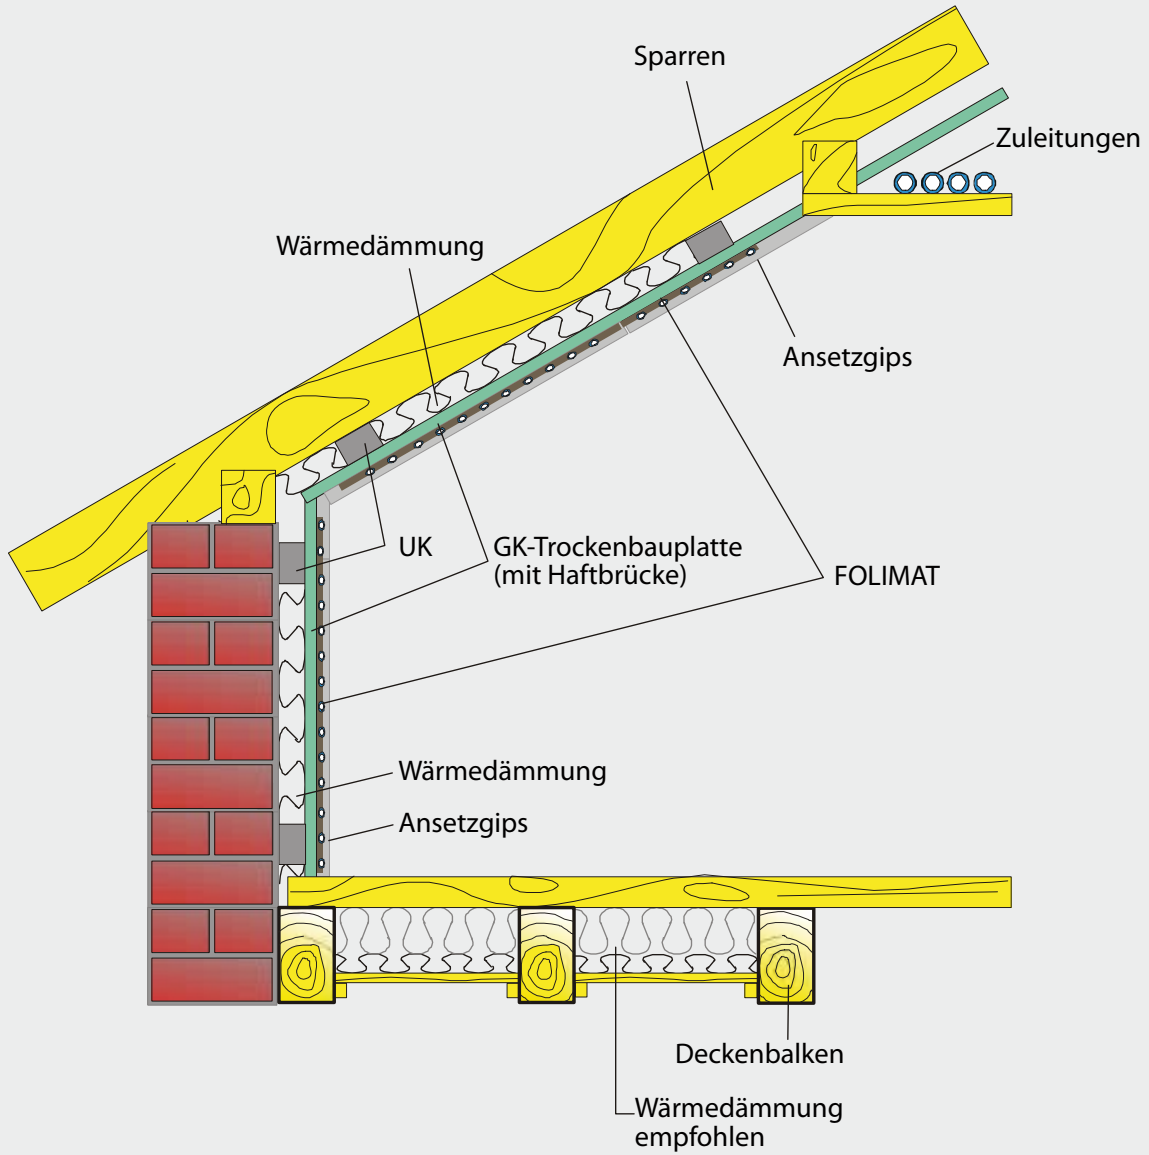 Sparren
Zuleitungen
Wärmedämmung
Ansetzgips
UK
GK-Trockenbauplatte
(mit Haftbrücke)
FOLIMAT
Wärmedämmung
Ansetzgips
Deckenbalken
Wärmedämmung
empfohlen